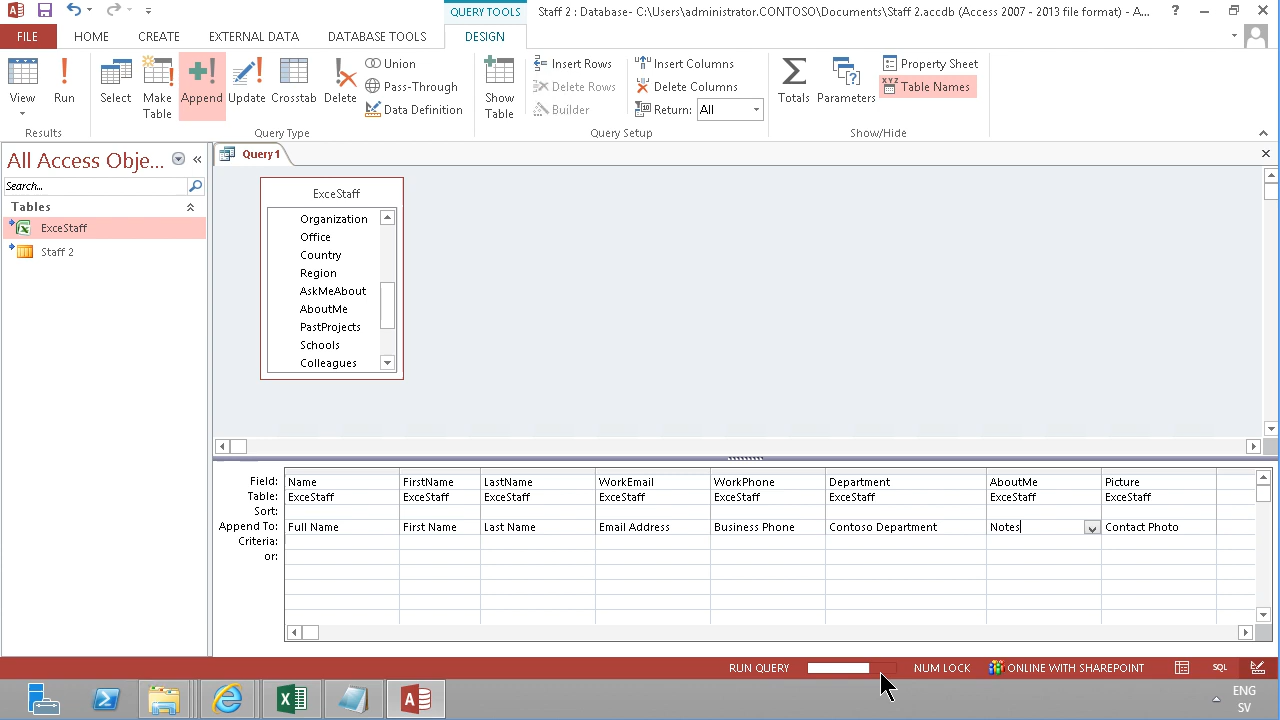 QUERY TOOLS Staff 2 : Database- C:\Users\administrator.CONTOSO\Documents\Staff 2.accdb (Access 2007 - 2013 file format) - A... ?
FILE HOME CREATE EXTERNAL DATA DATABASE TOOLS DESIGN
View Run Select Make Table Append Update Crosstab Delete
Union
Pass-Through
Data Definition
Show Table
Insert Rows
Delete Rows
Builder
Insert Columns
Delete Columns
Return: All
Totals Parameters
Property Sheet
XYZ Table Names
Results Query Type Query Setup Show/Hide
All Access Obje...
Search...
Tables
ExceStaff
Staff 2
Query1
ExceStaff
Organization
Office
Country
Region
AskMeAbout
AboutMe
PastProjects
Schools
Colleagues
Field: Name FirstName LastName WorkEmail WorkPhone Department AboutMe Picture
Table: ExceStaff ExceStaff ExceStaff ExceStaff ExceStaff ExceStaff ExceStaff ExceStaff
Sort:
Append To: Full Name First Name Last Name Email Address Business Phone Contoso Department Notes Contact Photo
Criteria:
or:
RUN QUERY NUM LOCK ONLINE WITH SHAREPOINT SQL
ENG
SV